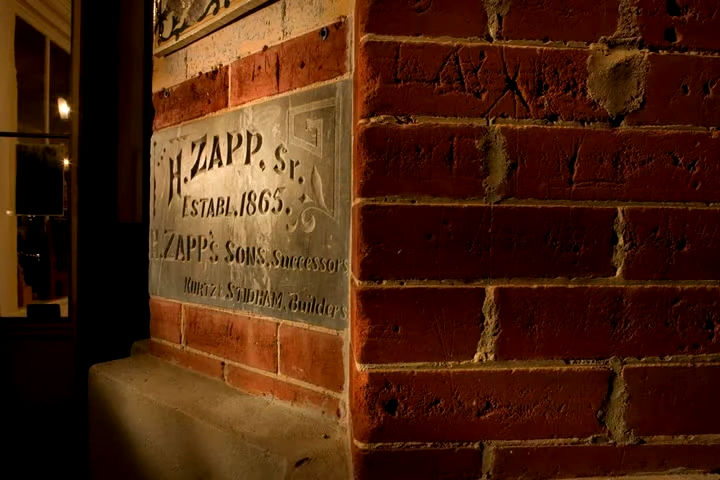 H. ZAPP, Sr.
ESTABL. 1865.
H. ZAPP'S SONS, Successors
KURTZ & STIDHAM, Builders